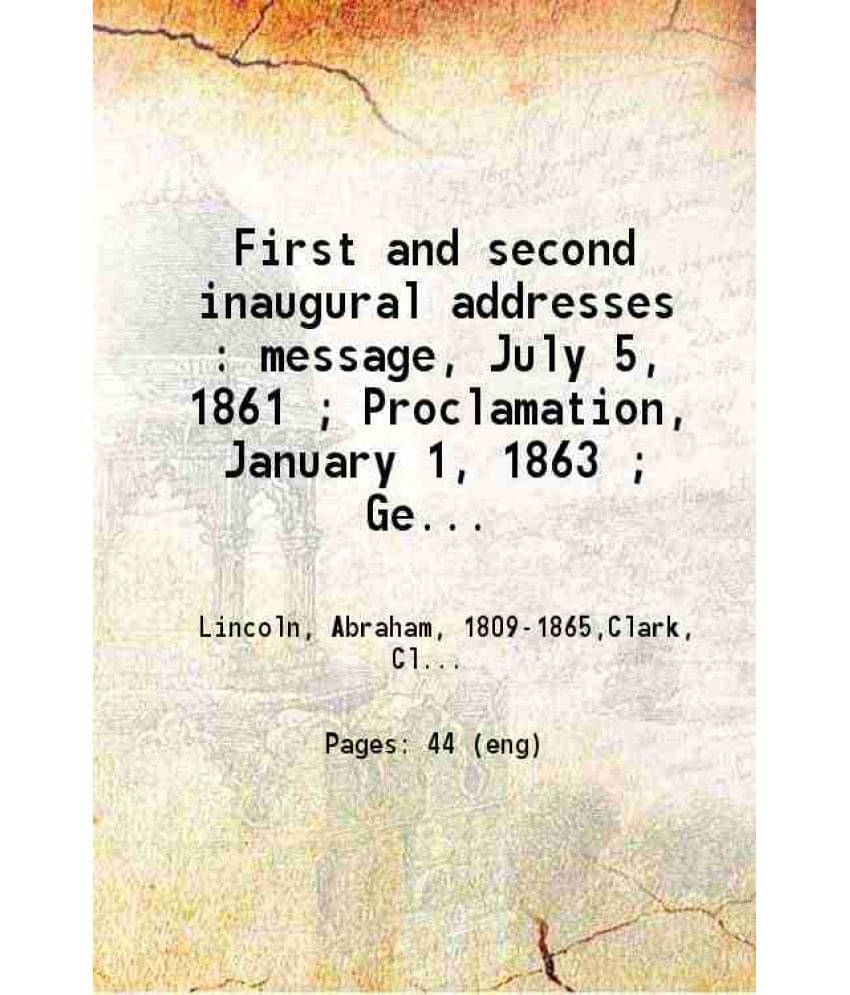 First and second
inaugural addresses
: message, July 5,
1861 ; Proclamation,
January 1, 1863 ;
Ge...
Lincoln, Abraham, 1809-1865,Clark,
Cl...
Pages: 44 (eng)